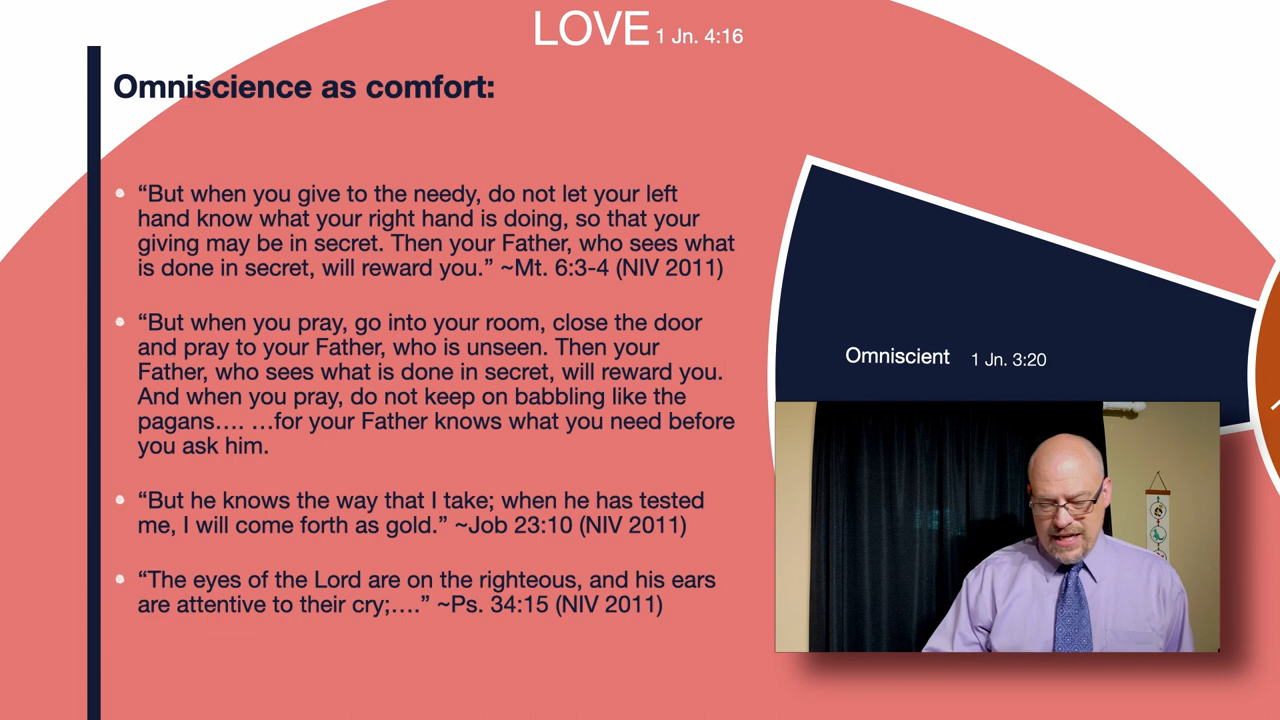 LOVE 1 Jn. 4:16
Omniscience as comfort:
“But when you give to the needy, do not let your left
hand know what your right hand is doing, so that your
giving may be in secret. Then your Father, who sees what
is done in secret, will reward you.” ~Mt. 6:3-4 (NIV 2011)
“But when you pray, go into your room, close the door
and pray to your Father, who is unseen. Then your
Father, who sees what is done in secret, will reward you.
And when you pray, do not keep on babbling like the
pagans…. …for your Father knows what you need before
you ask him.
“But he knows the way that I take; when he has tested
me, I will come forth as gold.” ~Job 23:10 (NIV 2011)
“The eyes of the Lord are on the righteous, and his ears
are attentive to their cry;….” ~Ps. 34:15 (NIV 2011)
Omniscient 1 Jn. 3:20